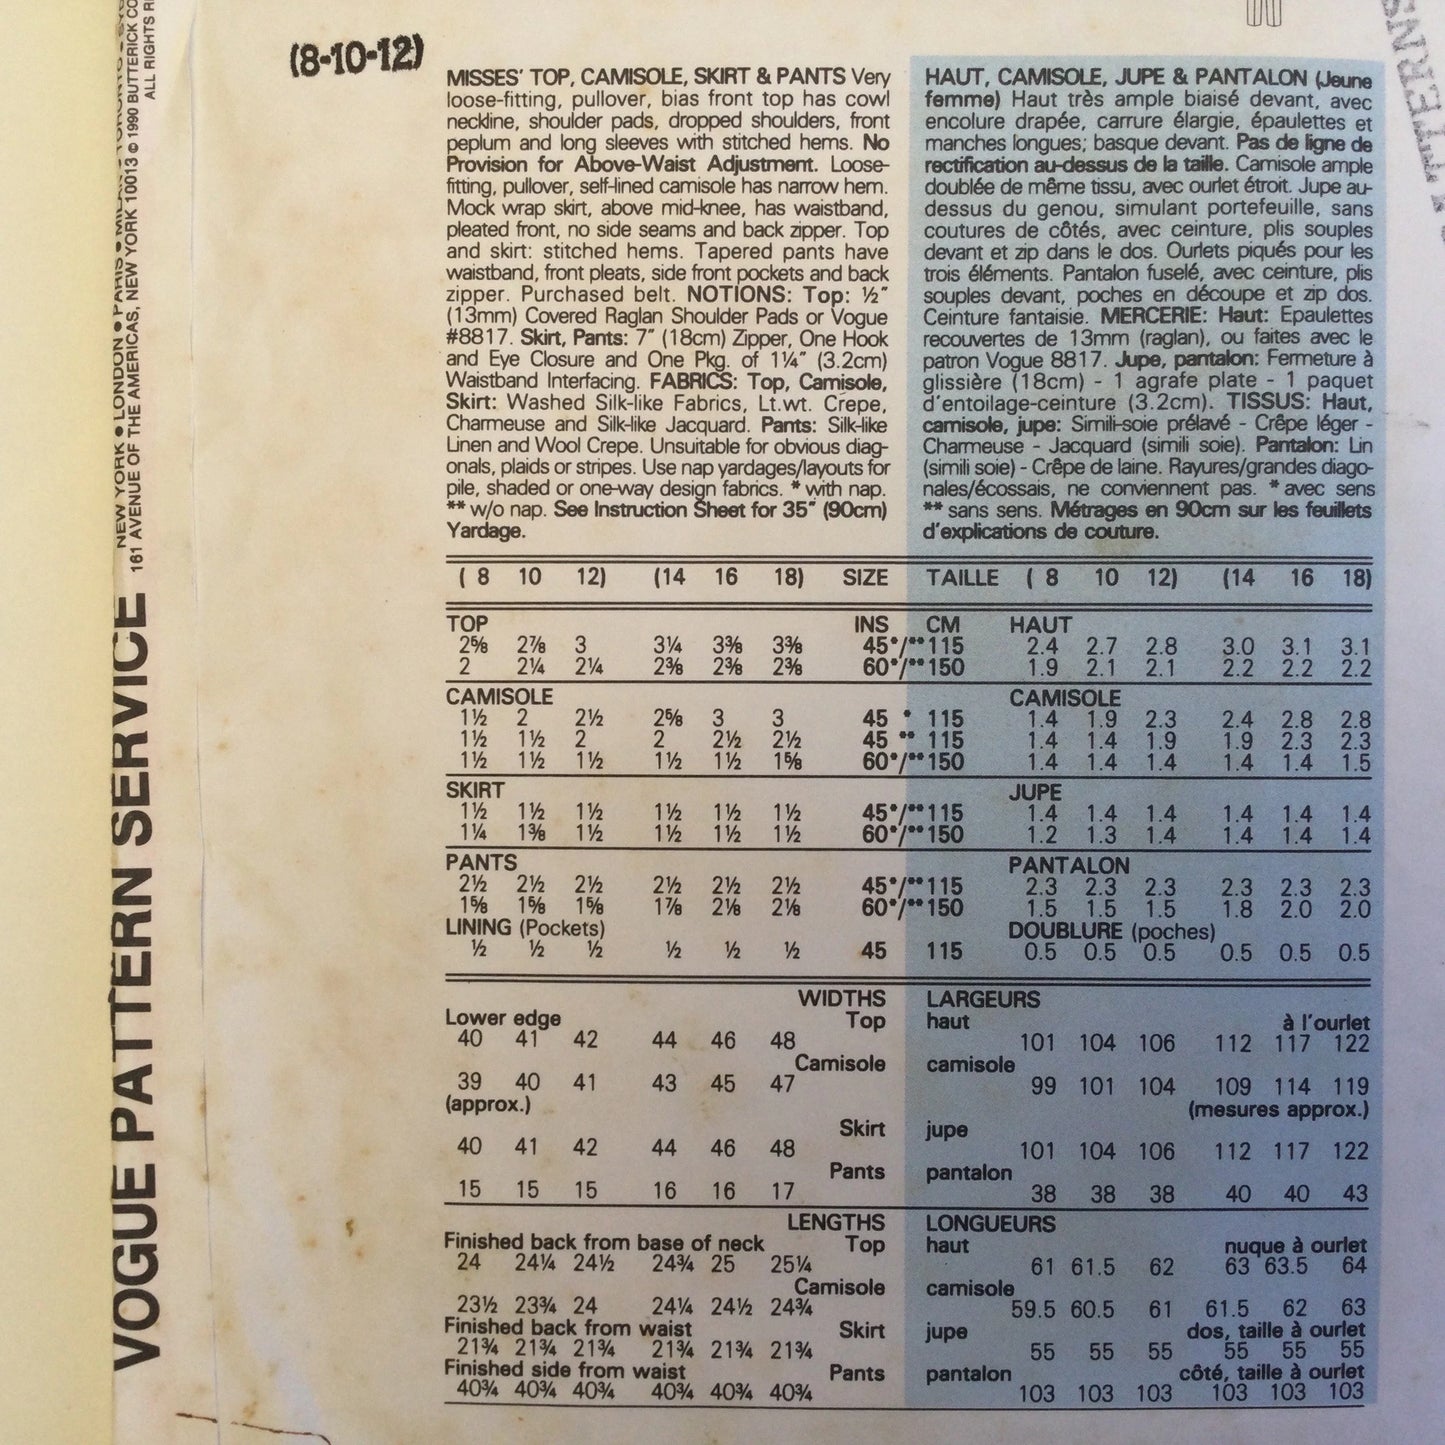 (8-10-12)
TTERNS
VOGUE PATTERN SERVICE
NEW YORK ● LONDON ● PARIS ● MILAN
161 AVENUE OF THE AMERICAS, NEW YORK 10013 © 1990 BUTTERICK CO
ALL RIGHTS R
MISSES' TOP, CAMISOLE, SKIRT & PANTS Very
loose-fitting, pullover, bias front top has cowl
neckline, shoulder pads, dropped shoulders, front
peplum and long sleeves with stitched hems. No
Provision for Above-Waist Adjustment. Loose-
fitting, pullover, self-lined camisole has narrow hem.
Mock wrap skirt, above mid-knee, has waistband,
pleated front, no side seams and back zipper. Top
and skirt: stitched hems. Tapered pants have
waistband, front pleats, side front pockets and back
zipper. Purchased belt. NOTIONS: Top: ½"
(13mm) Covered Raglan Shoulder Pads or Vogue
#8817. Skirt, Pants: 7" (18cm) Zipper, One Hook
and Eye Closure and One Pkg. of 1¼" (3.2cm)
Waistband Interfacing. FABRICS: Top, Camisole,
Skirt: Washed Silk-like Fabrics, Lt.wt. Crepe,
Charmeuse and Silk-like Jacquard. Pants: Silk-like
Linen and Wool Crepe. Unsuitable for obvious diag-
onals, plaids or stripes. Use nap yardages/layouts for
pile, shaded or one-way design fabrics. * with nap.
** w/o nap. See Instruction Sheet for 35" (90cm)
Yardage.
HAUT, CAMISOLE, JUPE & PANTALON (Jeune
femme) Haut très ample biaisé devant, avec
encolure drapée, carrure élargie, épaulettes et
manches longues; basque devant. Pas de ligne de
rectification au-dessus de la taille. Camisole ample
doublée de même tissu, avec ourlet étroit. Jupe au-
dessus du genou, simulant portefeuille, sans
coutures de côtés, avec ceinture, plis souples
devant et zip dans le dos. Ourlets piqués pour les
trois éléments. Pantalon fuselé, avec ceinture, plis
souples devant, poches en découpe et zip dos.
Ceinture fantaisie. MERCERIE: Haut: Epaulettes
recouvertes de 13mm (raglan), ou faites avec le
patron Vogue 8817. Jupe, pantalon: Fermeture à
glissière (18cm) - 1 agrafe plate - 1 paquet
d'entoilage-ceinture (3.2cm). TISSUS: Haut,
camisole, jupe: Simili-soie prélavé - Crêpe léger -
Charmeuse - Jacquard (simili soie). Pantalon: Lin
(simili soie) - Crêpe de laine. Rayures/grandes diago-
nales/écossais, ne conviennent pas. * avec sens
** sans sens. Métrages en 90cm sur les feuillets
d'explications de couture.
( 8 10 12) (14 16 18) SIZE TAILLE ( 8 10 12) (14 16 18)
TOP INS CM HAUT
2⅝ 2⅞ 3 3¼ 3⅜ 3⅜ 45*/**115 2.4 2.7 2.8 3.0 3.1 3.1
2 2¼ 2¼ 2⅜ 2⅜ 2⅜ 60*/**150 1.9 2.1 2.1 2.2 2.2 2.2
CAMISOLE CAMISOLE
1½ 2 2½ 2⅝ 3 3 45 * 115 1.4 1.9 2.3 2.4 2.8 2.8
1½ 1½ 2 2 2½ 2½ 45 ** 115 1.4 1.4 1.9 1.9 2.3 2.3
1½ 1½ 1½ 1½ 1½ 1⅝ 60*/**150 1.4 1.4 1.4 1.4 1.4 1.5
SKIRT JUPE
1½ 1½ 1½ 1½ 1½ 1½ 45*/**115 1.4 1.4 1.4 1.4 1.4 1.4
1¼ 1⅜ 1½ 1½ 1½ 1½ 60*/**150 1.2 1.3 1.4 1.4 1.4 1.4
PANTS PANTALON
2½ 2½ 2½ 2½ 2½ 2½ 45*/**115 2.3 2.3 2.3 2.3 2.3 2.3
1⅝ 1⅝ 1⅝ 1⅞ 2⅛ 2⅛ 60*/**150 1.5 1.5 1.5 1.8 2.0 2.0
LINING (Pockets) DOUBLURE (poches)
½ ½ ½ ½ ½ ½ 45 115 0.5 0.5 0.5 0.5 0.5 0.5
WIDTHS LARGEURS
Lower edge Top haut à l'ourlet
40 41 42 44 46 48 101 104 106 112 117 122
Camisole camisole
39 40 41 43 45 47 99 101 104 109 114 119
(approx.) (mesures approx.)
Skirt jupe
40 41 42 44 46 48 101 104 106 112 117 122
Pants pantalon
15 15 15 16 16 17 38 38 38 40 40 43
LENGTHS LONGUEURS
Finished back from base of neck Top haut nuque à ourlet
24 24¼ 24½ 24¾ 25 25¼ 61 61.5 62 63 63.5 64
Camisole camisole
23½ 23¾ 24 24¼ 24½ 24¾ 59.5 60.5 61 61.5 62 63
Finished back from waist Skirt jupe dos, taille à ourlet
21¾ 21¾ 21¾ 21¾ 21¾ 21¾ 55 55 55 55 55 55
Finished side from waist Pants pantalon côté, taille à ourlet
40¾ 40¾ 40¾ 40¾ 40¾ 40¾ 103 103 103 103 103 103